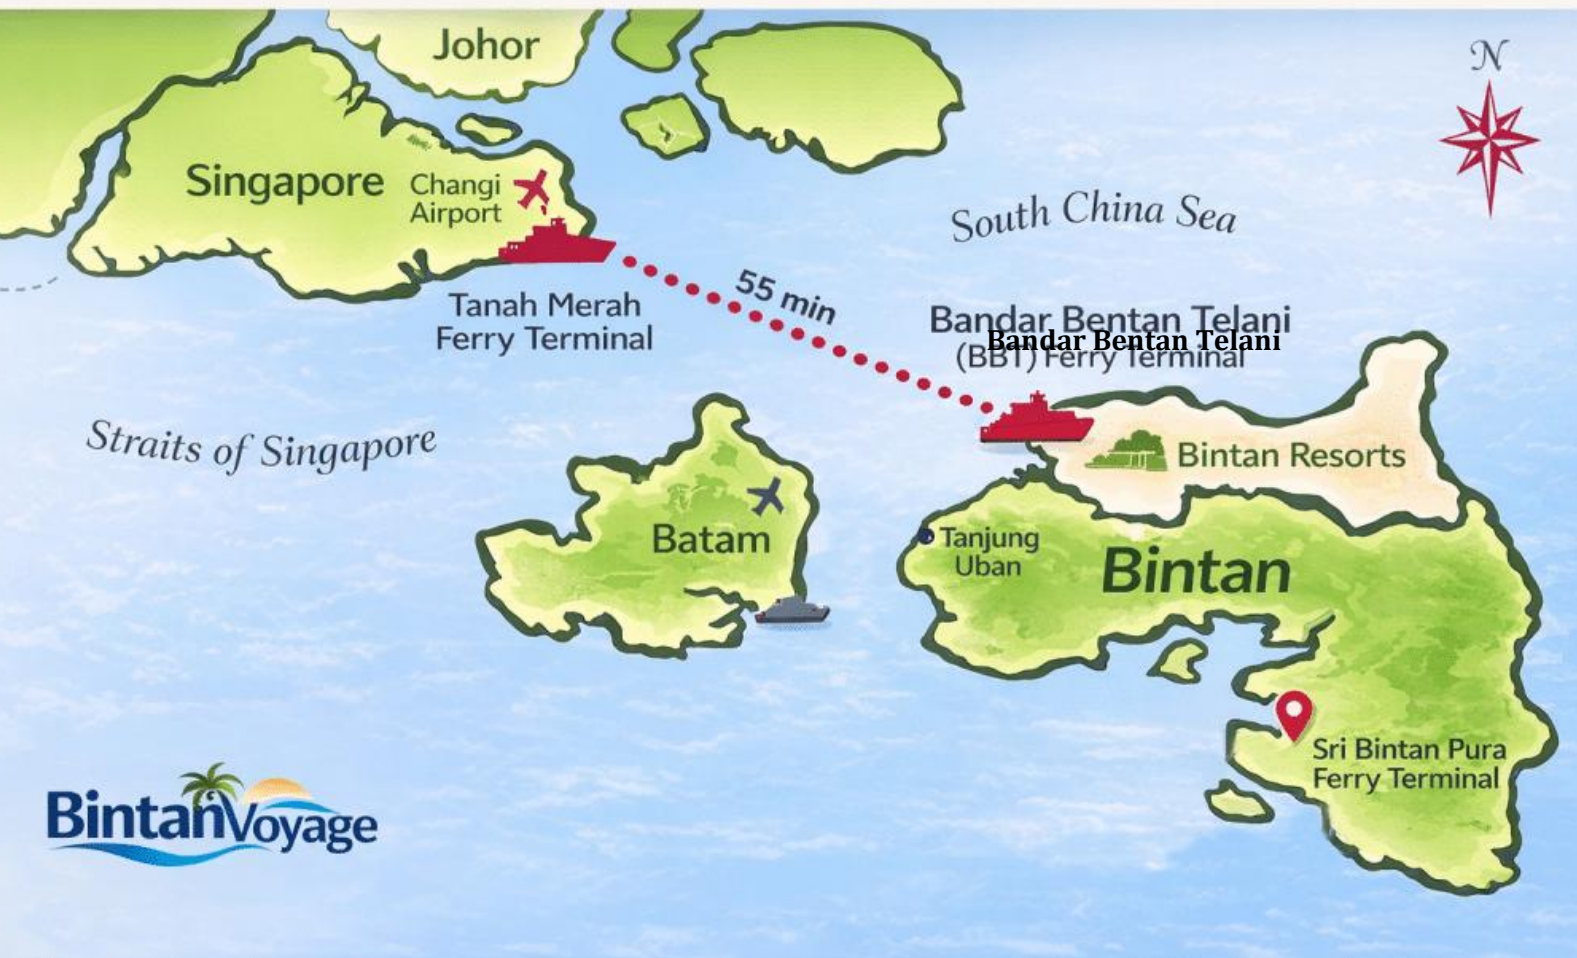 Johor
N
Singapore
Changi
Airport
South China Sea
55 min
Tanah Merah
Ferry Terminal
Bandar Bentan Telani
Bandar Bentan Telani
(BBT) Ferry Terminal
Straits of Singapore
Bintan Resorts
Batam
Tanjung
Uban
Bintan
Sri Bintan Pura
Ferry Terminal
BintanVoyage